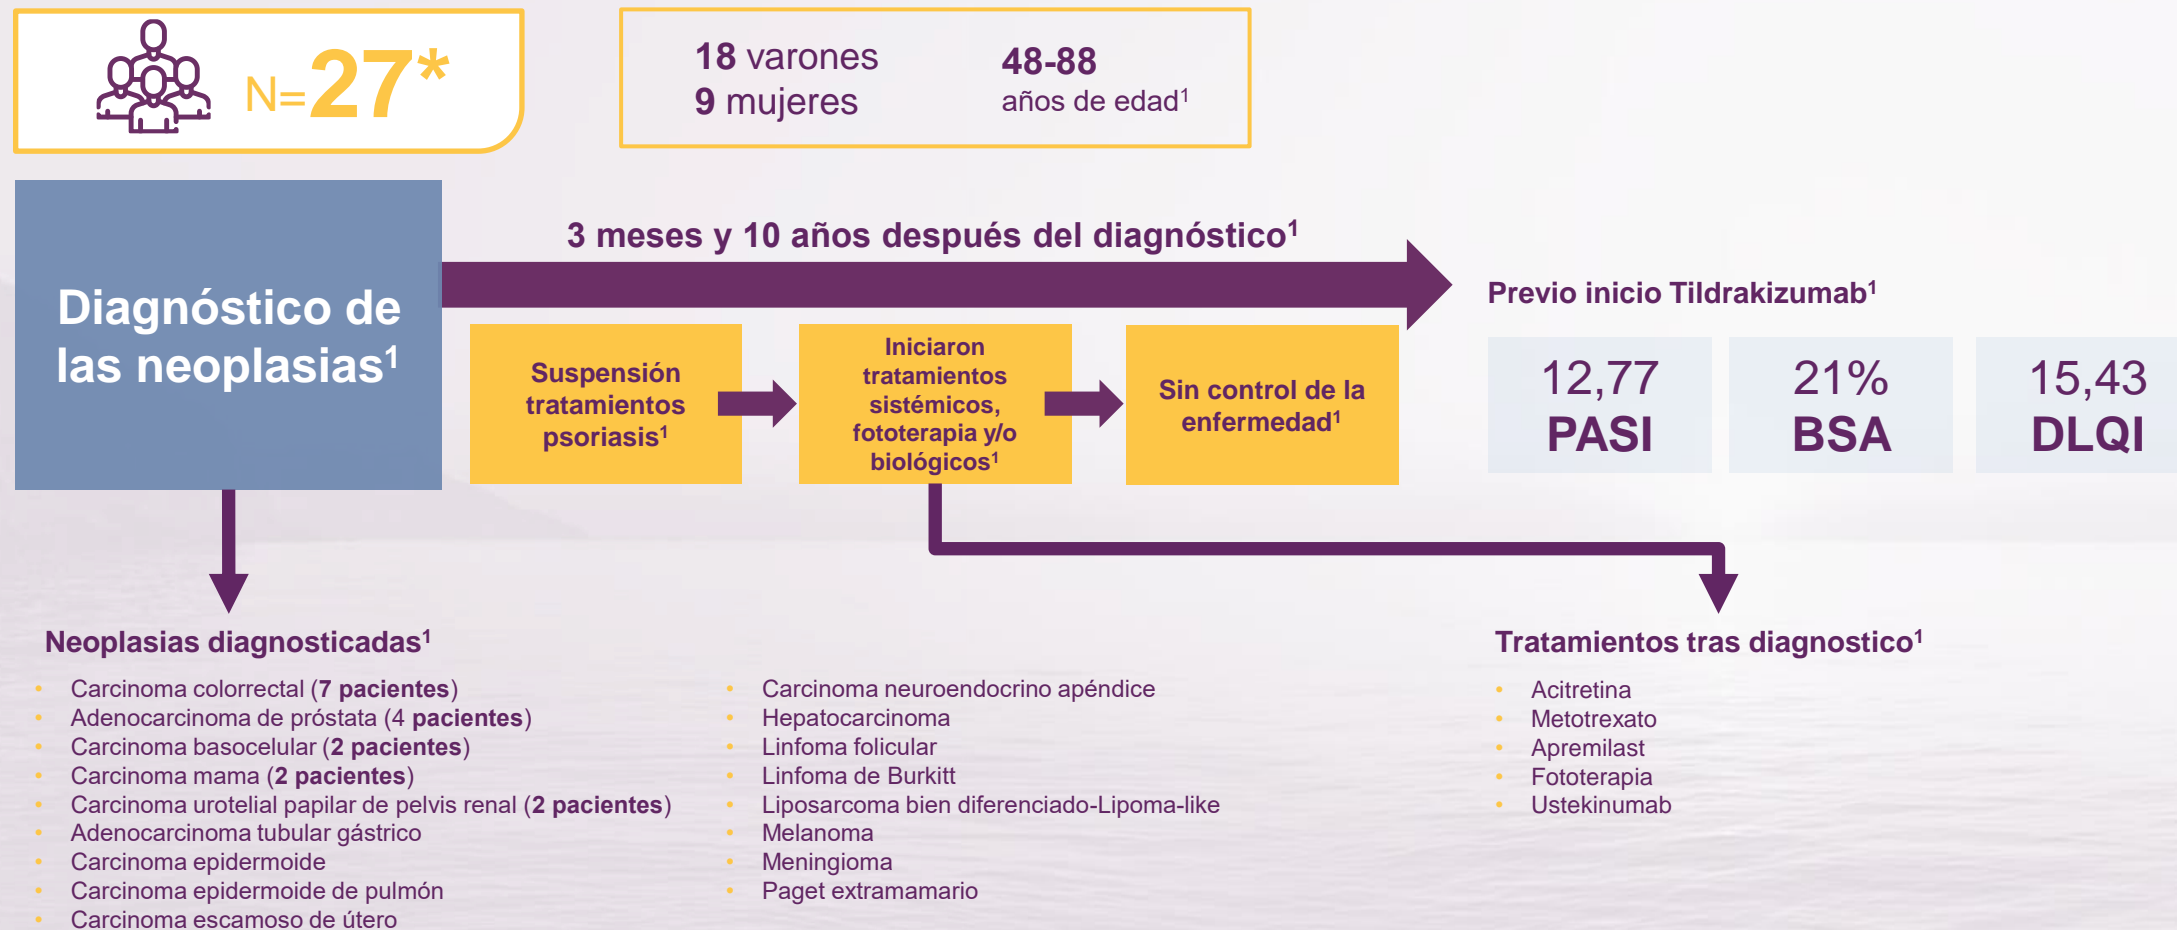 N=27*
18 varones
9 mujeres
48-88
años de edad¹
Diagnóstico de
las neoplasias¹
3 meses y 10 años después del diagnóstico¹
Suspensión
tratamientos
psoriasis¹
Iniciaron
tratamientos
sistémicos,
fototerapia y/o
biológicos¹
Sin control de la
enfermedad¹
Previo inicio Tildrakizumab¹
12,77
PASI
21%
BSA
15,43
DLQI
Neoplasias diagnosticadas¹
• Carcinoma colorrectal (7 pacientes)
• Adenocarcinoma de próstata (4 pacientes)
• Carcinoma basocelular (2 pacientes)
• Carcinoma mama (2 pacientes)
• Carcinoma urotelial papilar de pelvis renal (2 pacientes)
• Adenocarcinoma tubular gástrico
• Carcinoma epidermoide
• Carcinoma epidermoide de pulmón
• Carcinoma escamoso de útero
• Carcinoma neuroendocrino apéndice
• Hepatocarcinoma
• Linfoma folicular
• Linfoma de Burkitt
• Liposarcoma bien diferenciado-Lipoma-like
• Melanoma
• Meningioma
• Paget extramamario
Tratamientos tras diagnostico¹
• Acitretina
• Metotrexato
• Apremilast
• Fototerapia
• Ustekinumab